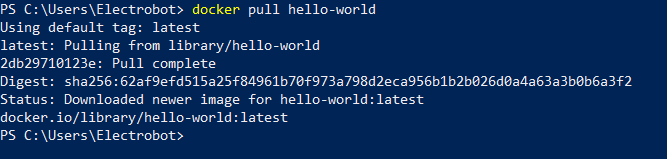 PS C:\Users\Electrobot> docker pull hello-world
Using default tag: latest
latest: Pulling from library/hello-world
2db29710123e: Pull complete
Digest: sha256:62af9efd515a25f84961b70f973a798d2eca956b1b2b026d0a4a63a3b0b6a3f2
Status: Downloaded newer image for hello-world:latest
docker.io/library/hello-world:latest
PS C:\Users\Electrobot>